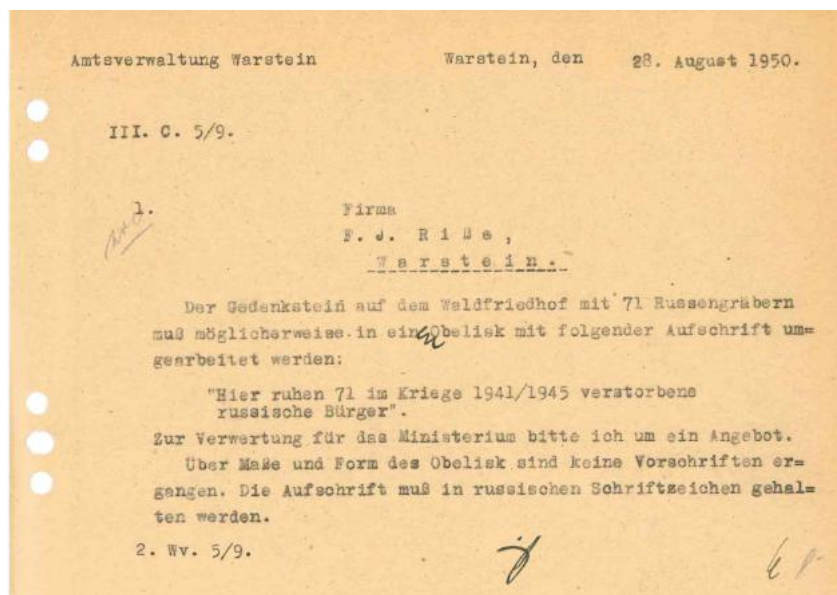 Amtsverwaltung Warstein Warstein, den 28. August 1950.
III. C. 5/9.
1. Firma
F. J. Riße,
Warstein.
Der Gedenkstein auf dem Waldfriedhof mit 71 Russengräbern
muß möglicherweise in einen Obelisk mit folgender Aufschrift um=
gearbeitet werden:
"Hier ruhen 71 im Kriege 1941/1945 verstorbene
russische Bürger".
Zur Verwertung für das Ministerium bitte ich um ein Angebot.
Über Maße und Form des Obelisk sind keine Vorschriften er=
gangen. Die Aufschrift muß in russischen Schriftzeichen gehal=
ten werden.
2. Wv. 5/9.